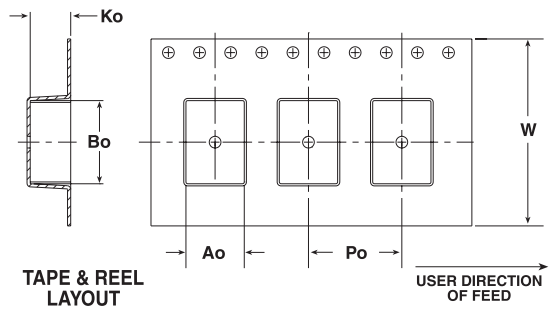 Ko
Bo
W
Ao
Po
TAPE & REEL
LAYOUT
USER DIRECTION
OF FEED